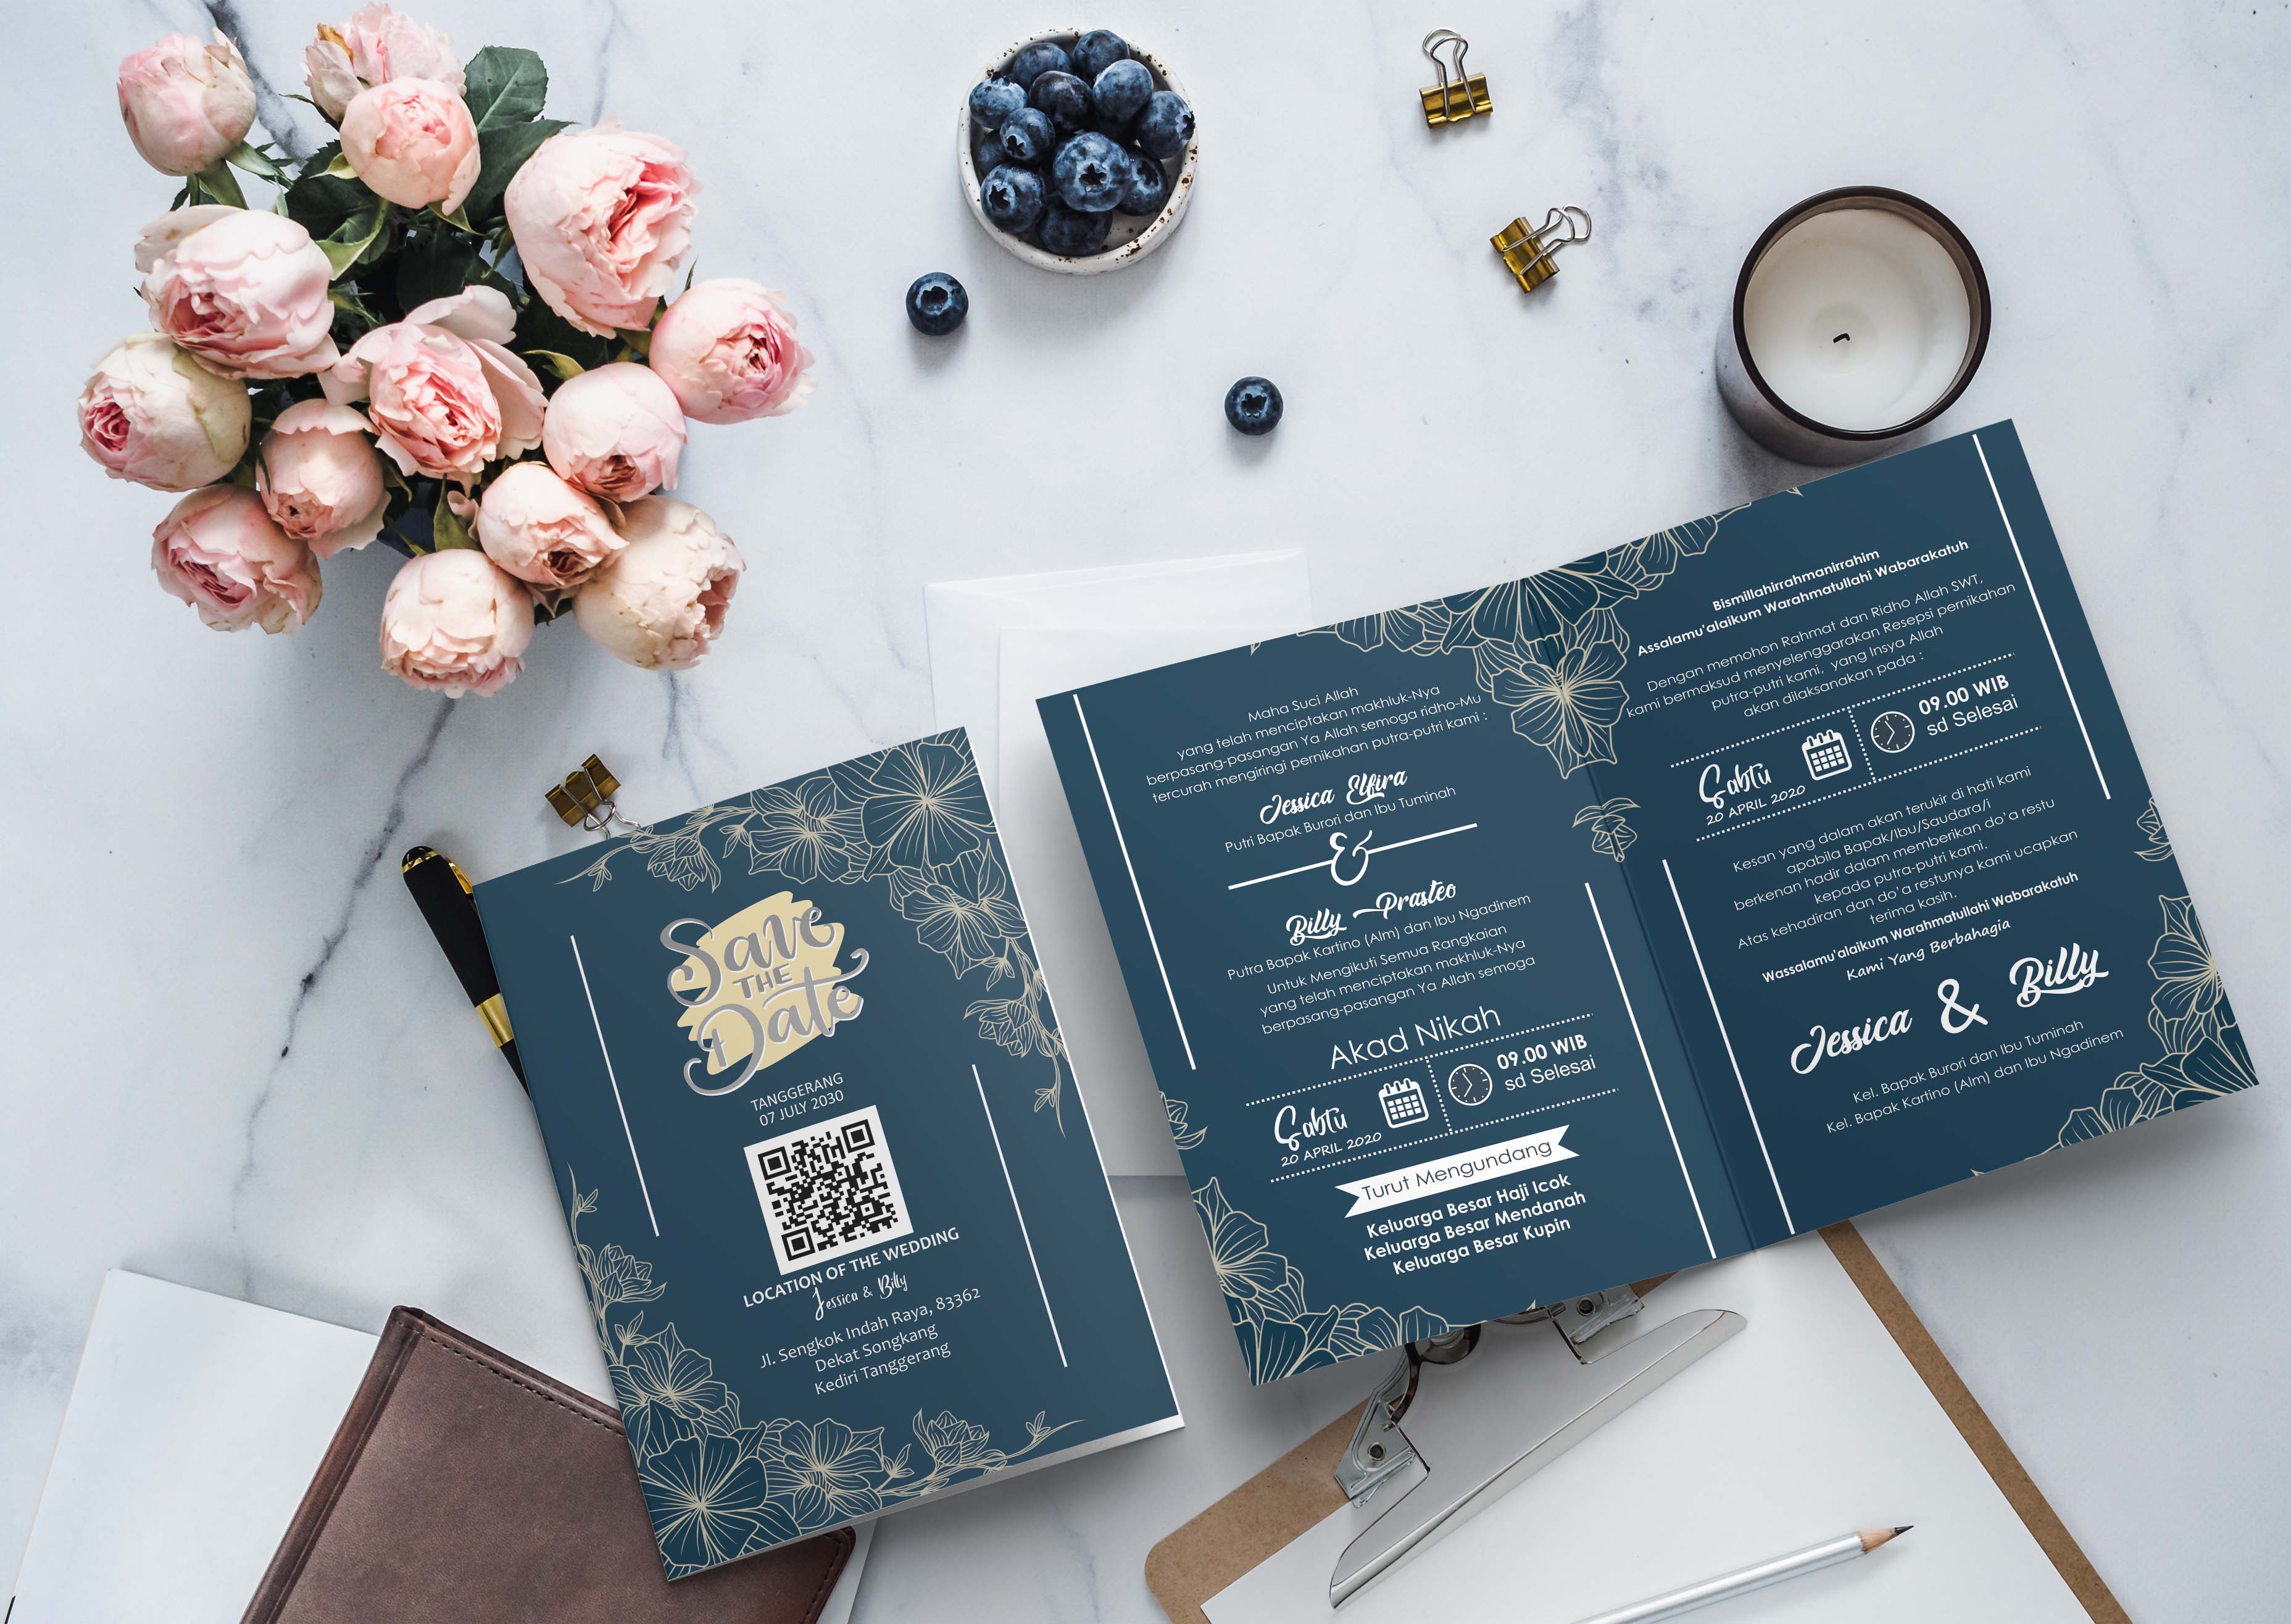 Save
THE
Date
TANGGERANG
07 JULY 2030
LOCATION OF THE WEDDING
Jessica & Billy
Jl. Sengkok Indah Raya, 83362
Dekat Songkang
Kediri Tanggerang
Maha Suci Allah
yang telah menciptakan makhluk-Nya
berpasang-pasangan Ya Allah semoga ridho-Mu
tercurah mengiringi pernikahan putra-putri kami :
Jessica Elfira
Putri Bapak Burori dan Ibu Tuminah
&
Billy Prasteo
Putra Bapak Kartino (Alm) dan Ibu Ngadinem
Untuk Mengikuti Semua Rangkaian
yang telah menciptakan makhluk-Nya
berpasang-pasangan Ya Allah semoga
Akad Nikah
Sabtu
20 APRIL 2020
09.00 WIB
sd Selesai
Turut Mengundang
Keluarga Besar Haji Icok
Keluarga Besar Mendanah
Keluarga Besar Kupin
Bismillahirrahmanirrahim
Assalamu'alaikum Warahmatullahi Wabarakatuh
Dengan memohon Rahmat dan Ridho Allah SWT,
kami bermaksud menyelenggarakan Resepsi pernikahan
putra-putri kami, yang Insya Allah
akan dilaksanakan pada :
Sabtu
20 APRIL 2020
09.00 WIB
sd Selesai
Kesan yang dalam akan terukir di hati kami
apabila Bapak/Ibu/Saudara/i
berkenan hadir dalam memberikan do'a restu
kepada putra-putri kami.
Atas kehadiran dan do'a restunya kami ucapkan
terima kasih.
Wassalamu'alaikum Warahmatullahi Wabarakatuh
Kami Yang Berbahagia
Jessica & Billy
Kel. Bapak Burori dan Ibu Tuminah
Kel. Bapak Kartino (Alm) dan Ibu Ngadinem